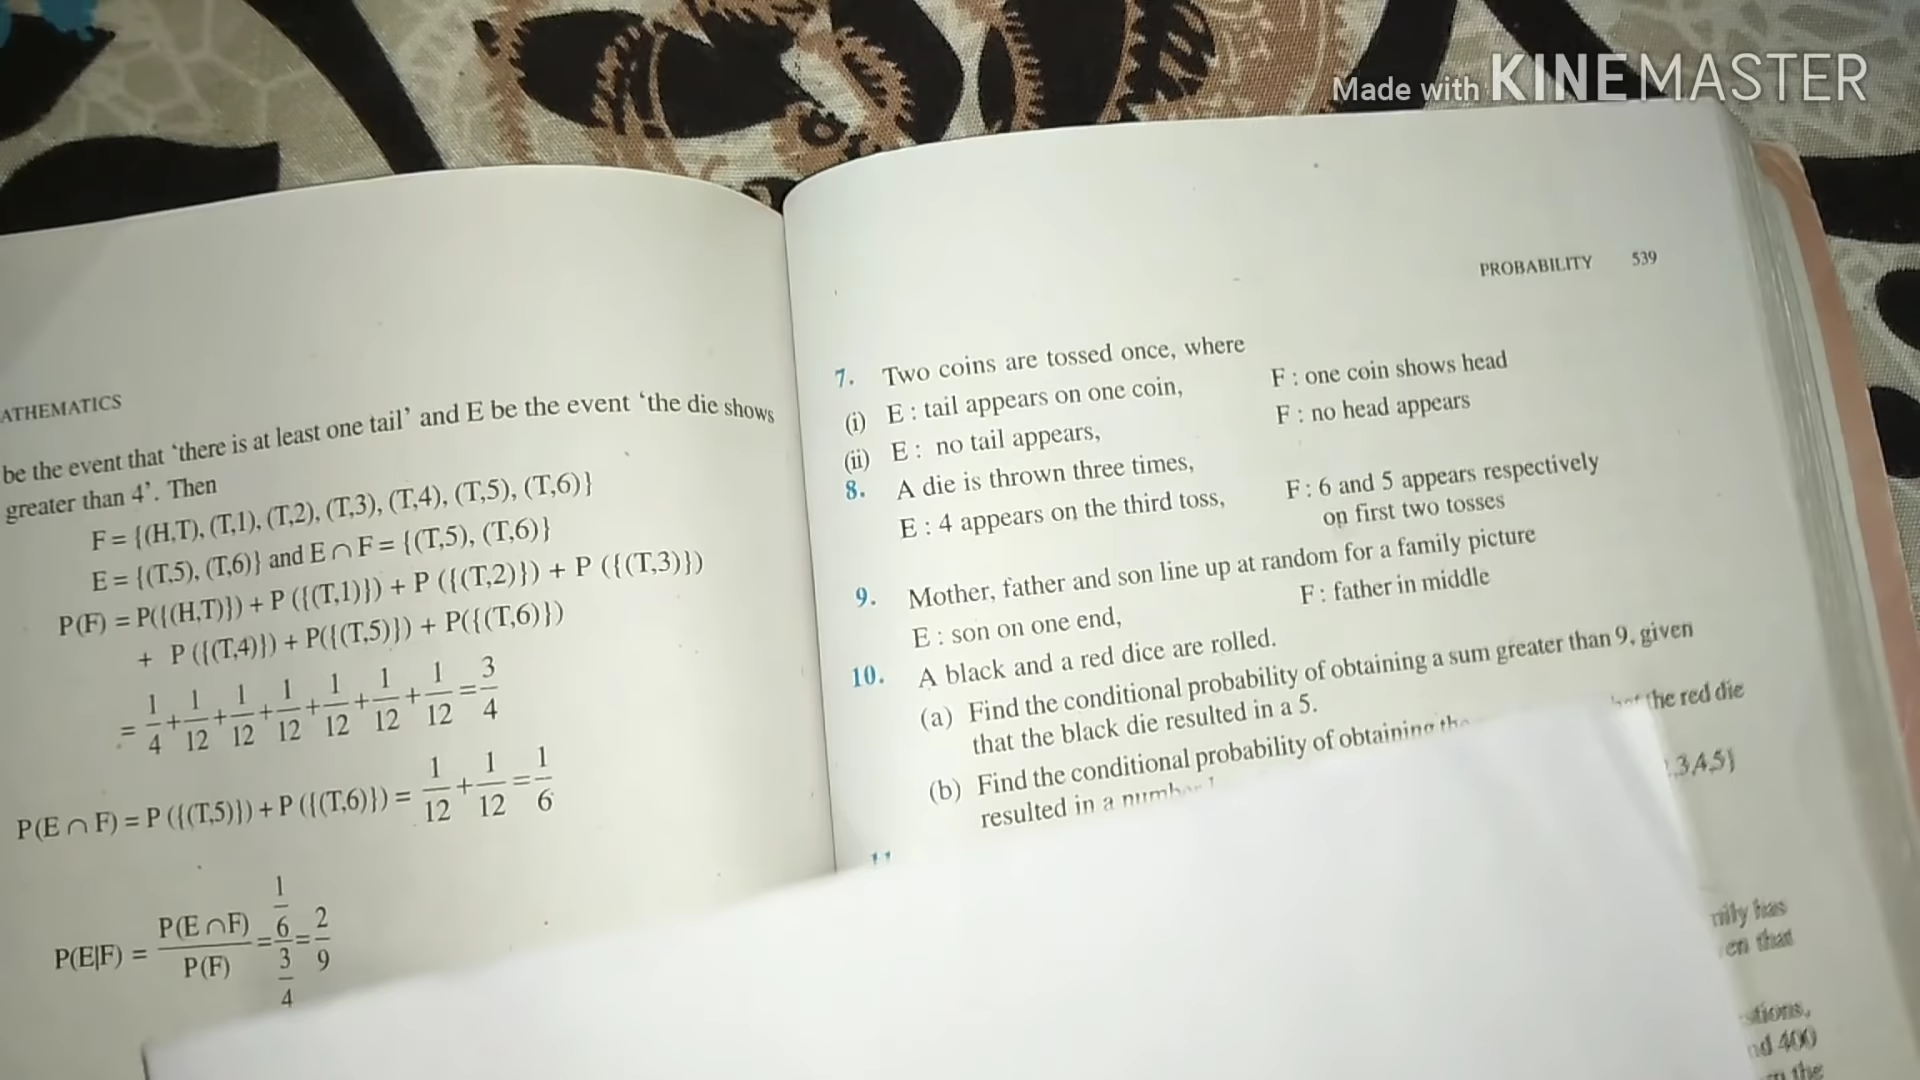 Made with KINEMASTER
ATHEMATICS
be the event that ‘there is at least one tail’ and E be the event ‘the die shows
greater than 4’. Then
F = {(H,T), (T,1), (T,2), (T,3), (T,4), (T,5), (T,6)}
E = {(T,5), (T,6)} and E ∩ F = {(T,5), (T,6)}
P(F) = P({(H,T)}) + P ({(T,1)}) + P ({(T,2)}) + P ({(T,3)})
+ P ({(T,4)}) + P({(T,5)}) + P({(T,6)})
= 1/4 + 1/12 + 1/12 + 1/12 + 1/12 + 1/12 + 1/12 = 3/4
P(E ∩ F) = P ({(T,5)}) + P ({(T,6)}) = 1/12 + 1/12 = 1/6
P(E|F) = P(E ∩ F)/P(F) = (1/6)/(3/4) = 2/9
PROBABILITY 539
7. Two coins are tossed once, where
(i) E : tail appears on one coin, F : one coin shows head
(ii) E : no tail appears, F : no head appears
8. A die is thrown three times,
E : 4 appears on the third toss, F : 6 and 5 appears respectively
on first two tosses
9. Mother, father and son line up at random for a family picture
E : son on one end, F : father in middle
10. A black and a red dice are rolled.
(a) Find the conditional probability of obtaining a sum greater than 9, given
that the black die resulted in a 5.
(b) Find the conditional probability of obtaining the red die
resulted in a
3,4,5}
en that
nd 400
the